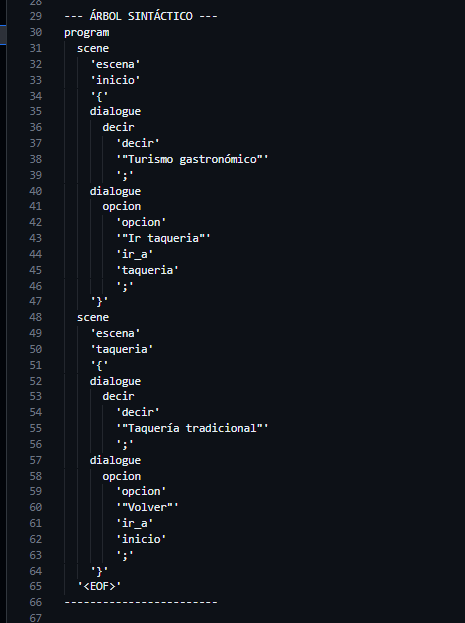 28
29 --- ÁRBOL SINTÁCTICO ---
30 program
31 scene
32 'escena'
33 'inicio'
34 '{'
35 dialogue
36 decir
37 'decir'
38 '"Turismo gastronómico"'
39 ';'
40 dialogue
41 opcion
42 'opcion'
43 '"Ir taqueria"'
44 'ir_a'
45 'taqueria'
46 ';'
47 '}'
48 scene
49 'escena'
50 'taqueria'
51 '{'
52 dialogue
53 decir
54 'decir'
55 '"Taquería tradicional"'
56 ';'
57 dialogue
58 opcion
59 'opcion'
60 '"Volver"'
61 'ir_a'
62 'inicio'
63 ';'
64 '}'
65 '<EOF>'
66 ------------------------
67